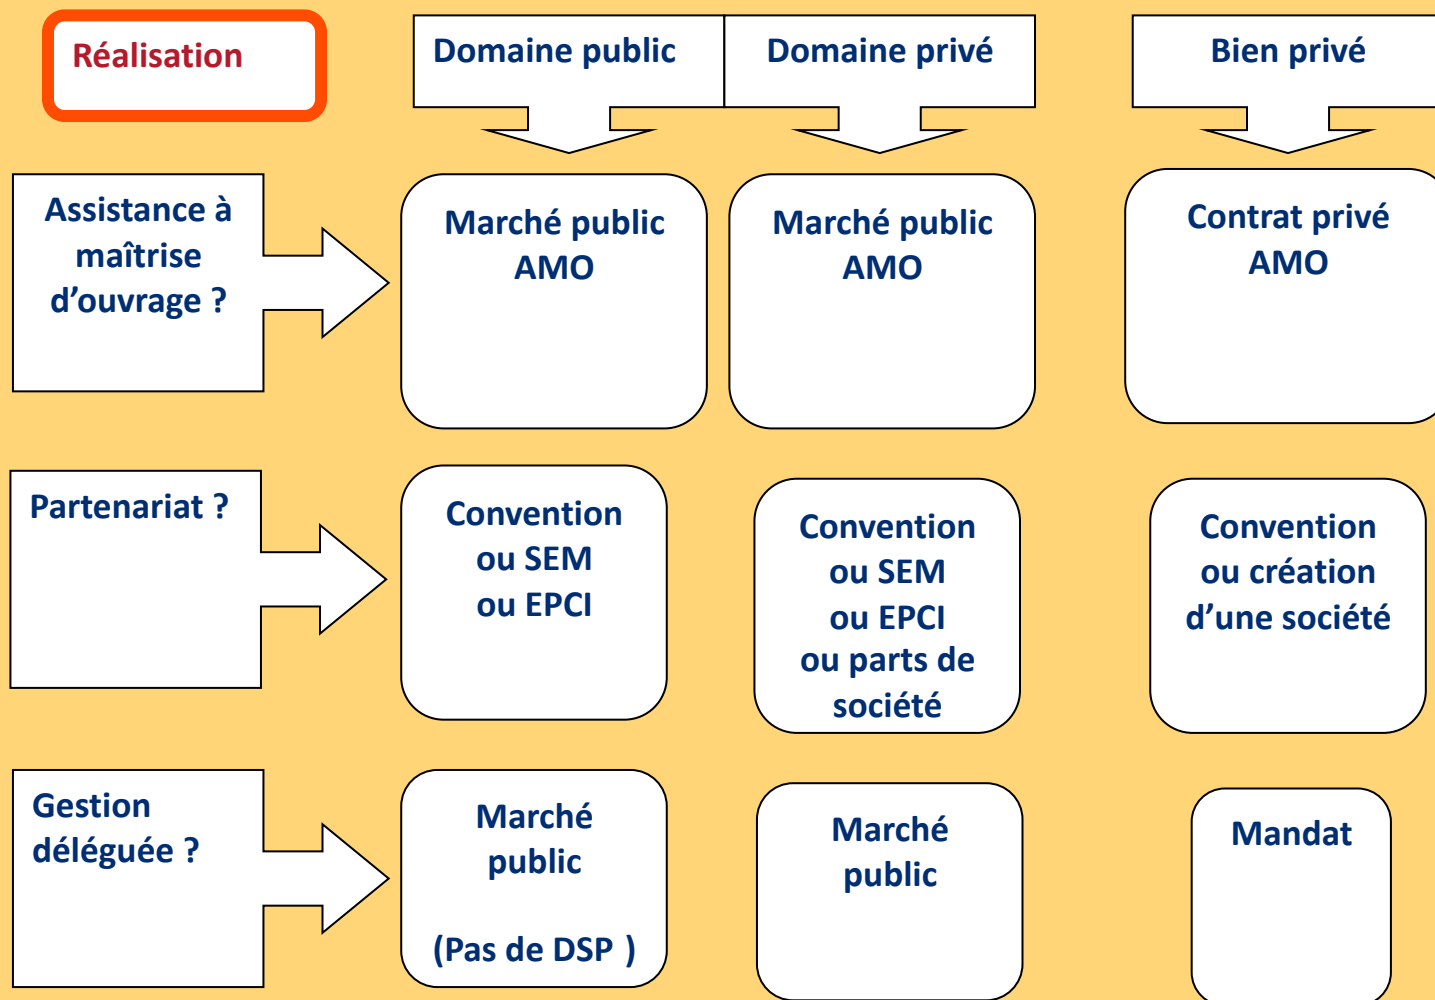 Réalisation
Domaine public
Domaine privé
Bien privé
Assistance à
maîtrise
d’ouvrage ?
Marché public
AMO
Marché public
AMO
Contrat privé
AMO
Partenariat ?
Convention
ou SEM
ou EPCI
Convention
ou SEM
ou EPCI
ou parts de
société
Convention
ou création
d’une société
Gestion
déléguée ?
Marché
public
(Pas de DSP )
Marché
public
Mandat